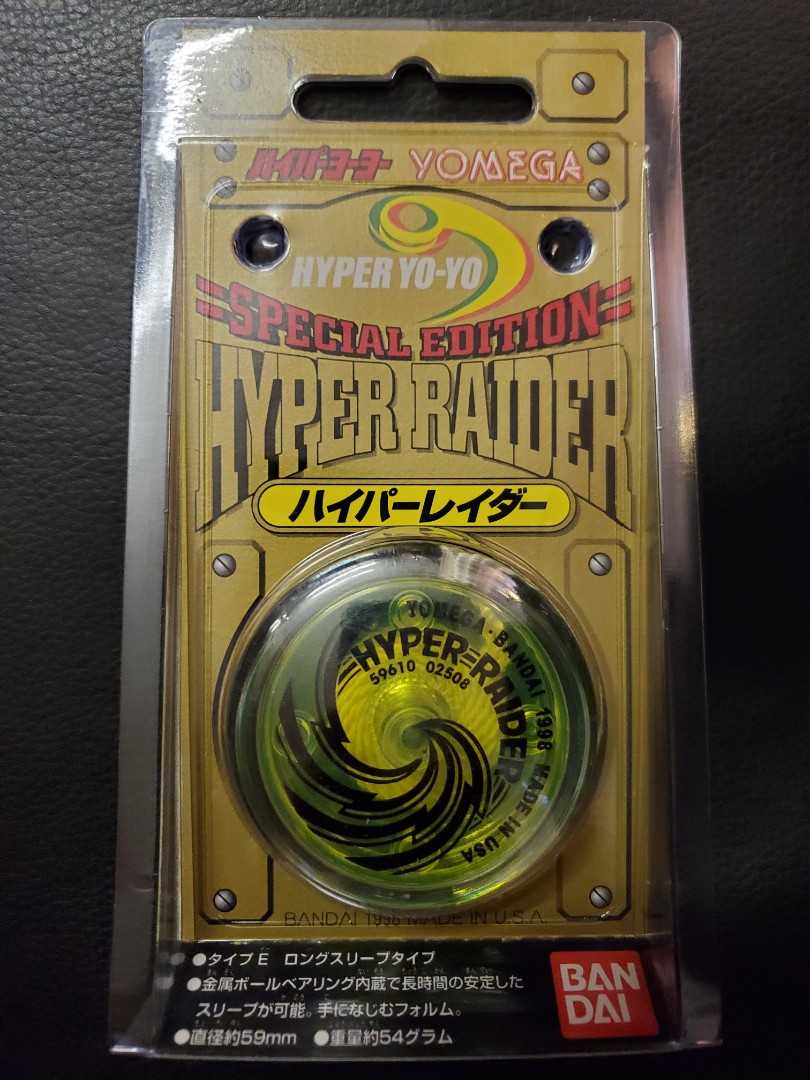 ハイパーヨーヨー YOMEGA
HYPER YO-YO
SPECIAL EDITION
HYPER RAIDER
ハイパーレイダー
YOMEGA・BANDAI 1998 MADE IN USA
HYPER RAIDER
59610 02508
BANDAI 1998 MADE IN U.S.A.
●タイプE ロングスリープタイプ
●金属ボールベアリング内蔵で長時間の安定した
スリープが可能。手になじむフォルム。
●直径約59mm ●重量約54グラム
BAN
DAI